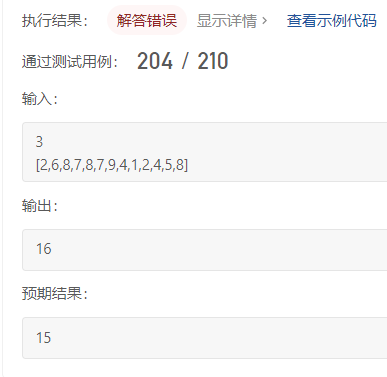 执行结果： 解答错误 显示详情 > 查看示例代码
通过测试用例： 204 / 210
输入：
3
[2,6,8,7,8,7,9,4,1,2,4,5,8]
输出：
16
预期结果：
15